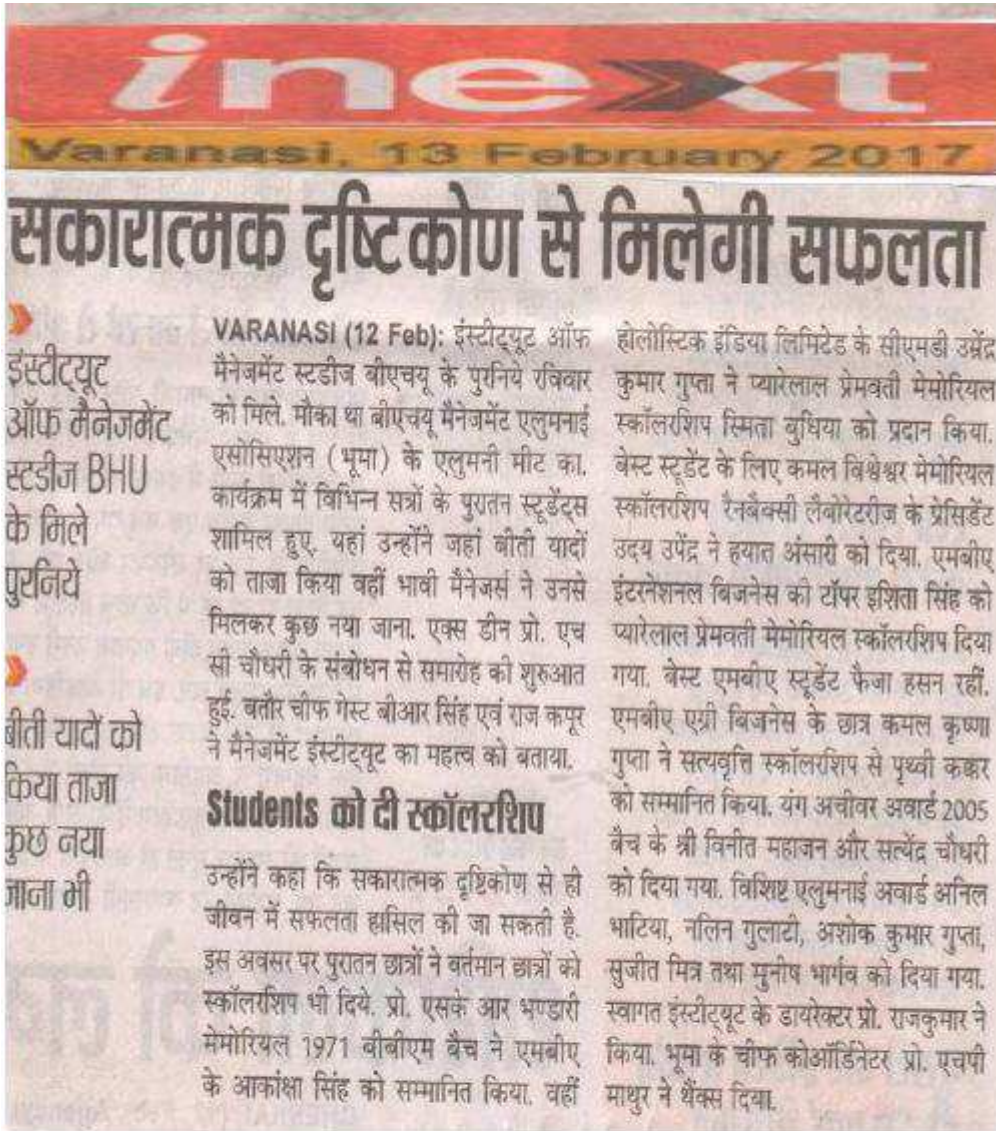 inext
Varanasi, 13 February 2017
सकारात्मक दृष्टिकोण से मिलेगी सफलता
इंस्टीट्यूट
ऑफ मैनेजमेंट
स्टडीज BHU
के मिले
पुरनिये
बीती यादों को
किया ताजा
कुछ नया
जाना भी
VARANASI (12 Feb): इंस्टीट्यूट ऑफ
मैनेजमेंट स्टडीज बीएचयू के पुरनिये रविवार
को मिले. मौका था बीएचयू मैनेजमेंट एलुमनाई
एसोसिएशन (भूमा) के एलुमनी मीट का.
कार्यक्रम में विभिन्न सत्रों के पुरातन स्टूडेंट्स
शामिल हुए. यहां उन्होंने जहां बीती यादों
को ताजा किया वहीं भावी मैनेजर्स ने उनसे
मिलकर कुछ नया जाना. एक्स डीन प्रो. एच
सी चौधरी के संबोधन से समारोह की शुरुआत
हुई. बतौर चीफ गेस्ट बीआर सिंह एवं राज कपूर
ने मैनेजमेंट इंस्टीट्यूट का महत्व को बताया.
Students को दी स्कॉलरशिप
उन्होंने कहा कि सकारात्मक दृष्टिकोण से ही
जीवन में सफलता हासिल की जा सकती है.
इस अवसर पर पुरातन छात्रों ने वर्तमान छात्रों को
स्कॉलरशिप भी दिये. प्रो. एसके आर भण्डारी
मेमोरियल 1971 बीबीएम बैच ने एमबीए
के आकांक्षा सिंह को सम्मानित किया. वहीं
होलोस्टिक इंडिया लिमिटेड के सीएमडी उम्रेंद्र
कुमार गुप्ता ने प्यारेलाल प्रेमवती मेमोरियल
स्कॉलरशिप स्मिता बुधिया को प्रदान किया.
बेस्ट स्टूडेंट के लिए कमल विश्वेश्वर मेमोरियल
स्कॉलरशिप रैनबैक्सी लैबोरेटरीज के प्रेसिडेंट
उदय उपेंद्र ने हयात अंसारी को दिया. एमबीए
इंटरनेशनल बिजनेस की टॉपर इशिता सिंह को
प्यारेलाल प्रेमवती मेमोरियल स्कॉलरशिप दिया
गया. बेस्ट एमबीए स्टूडेंट फैजा हसन रहीं.
एमबीए एग्री बिजनेस के छात्र कमल कृष्णा
गुप्ता ने सत्यवृत्ति स्कॉलरशिप से पृथ्वी कक्कर
को सम्मानित किया. यंग अचीवर अवार्ड 2005
बैच के श्री विनीत महाजन और सत्येंद्र चौधरी
को दिया गया. विशिष्ट एलुमनाई अवार्ड अनिल
भाटिया, नलिन गुलाटी, अशोक कुमार गुप्ता,
सुजीत मित्र तथा मुनीष भार्गव को दिया गया.
स्वागत इंस्टीट्यूट के डायरेक्टर प्रो. राजकुमार ने
किया. भूमा के चीफ कोऑर्डिनेटर प्रो. एचपी
माथुर ने थैंक्स दिया.